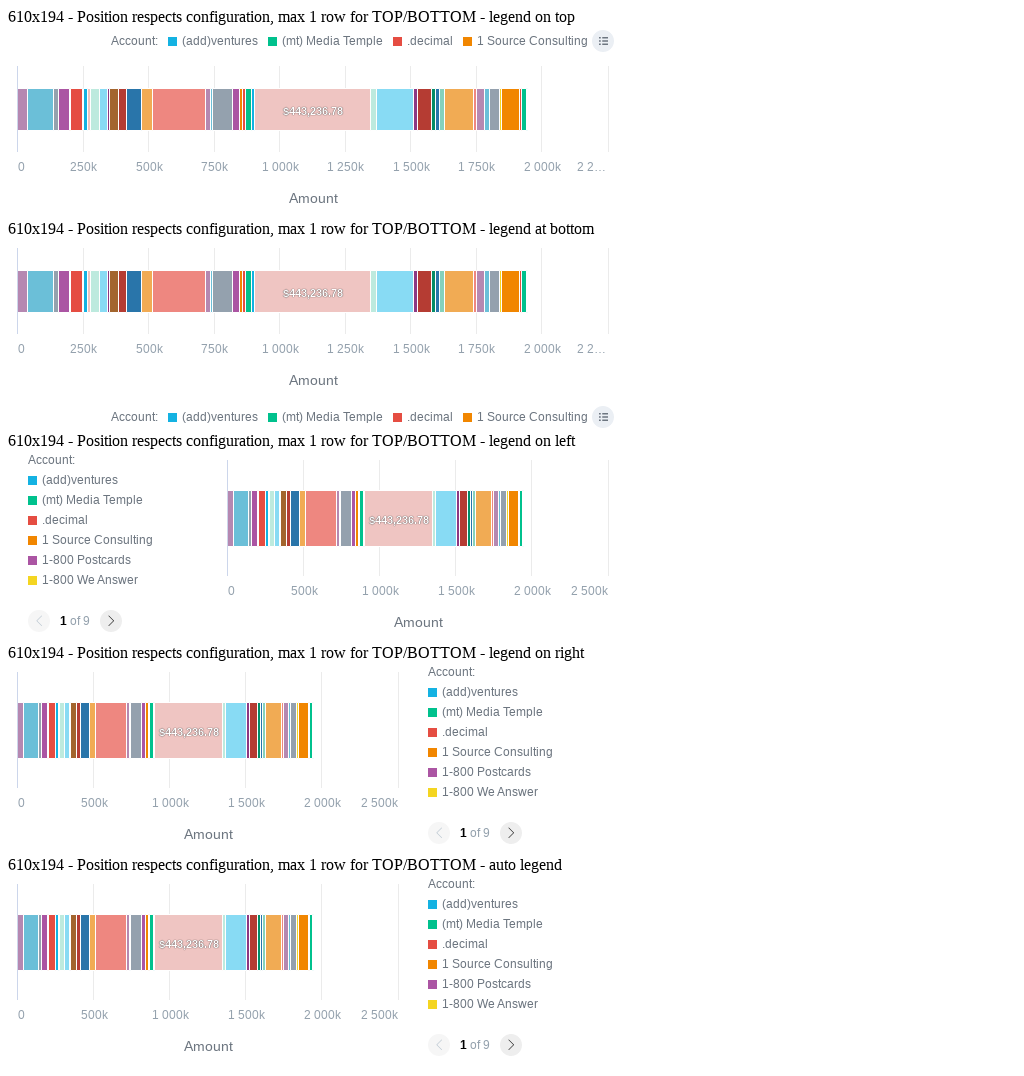 610x194 - Position respects configuration, max 1 row for TOP/BOTTOM - legend on top
Account: (add)ventures (mt) Media Temple .decimal 1 Source Consulting
$443,236.78
0 250k 500k 750k 1 000k 1 250k 1 500k 1 750k 2 000k 2 2…
Amount
610x194 - Position respects configuration, max 1 row for TOP/BOTTOM - legend at bottom
$443,236.78
0 250k 500k 750k 1 000k 1 250k 1 500k 1 750k 2 000k 2 2…
Amount
Account: (add)ventures (mt) Media Temple .decimal 1 Source Consulting
610x194 - Position respects configuration, max 1 row for TOP/BOTTOM - legend on left
Account:
(add)ventures
(mt) Media Temple
.decimal
1 Source Consulting
1-800 Postcards
1-800 We Answer
1 of 9
$443,236.78
0 500k 1 000k 1 500k 2 000k 2 500k
Amount
610x194 - Position respects configuration, max 1 row for TOP/BOTTOM - legend on right
$443,236.78
0 500k 1 000k 1 500k 2 000k 2 500k
Amount
Account:
(add)ventures
(mt) Media Temple
.decimal
1 Source Consulting
1-800 Postcards
1-800 We Answer
1 of 9
610x194 - Position respects configuration, max 1 row for TOP/BOTTOM - auto legend
$443,236.78
0 500k 1 000k 1 500k 2 000k 2 500k
Amount
Account:
(add)ventures
(mt) Media Temple
.decimal
1 Source Consulting
1-800 Postcards
1-800 We Answer
1 of 9